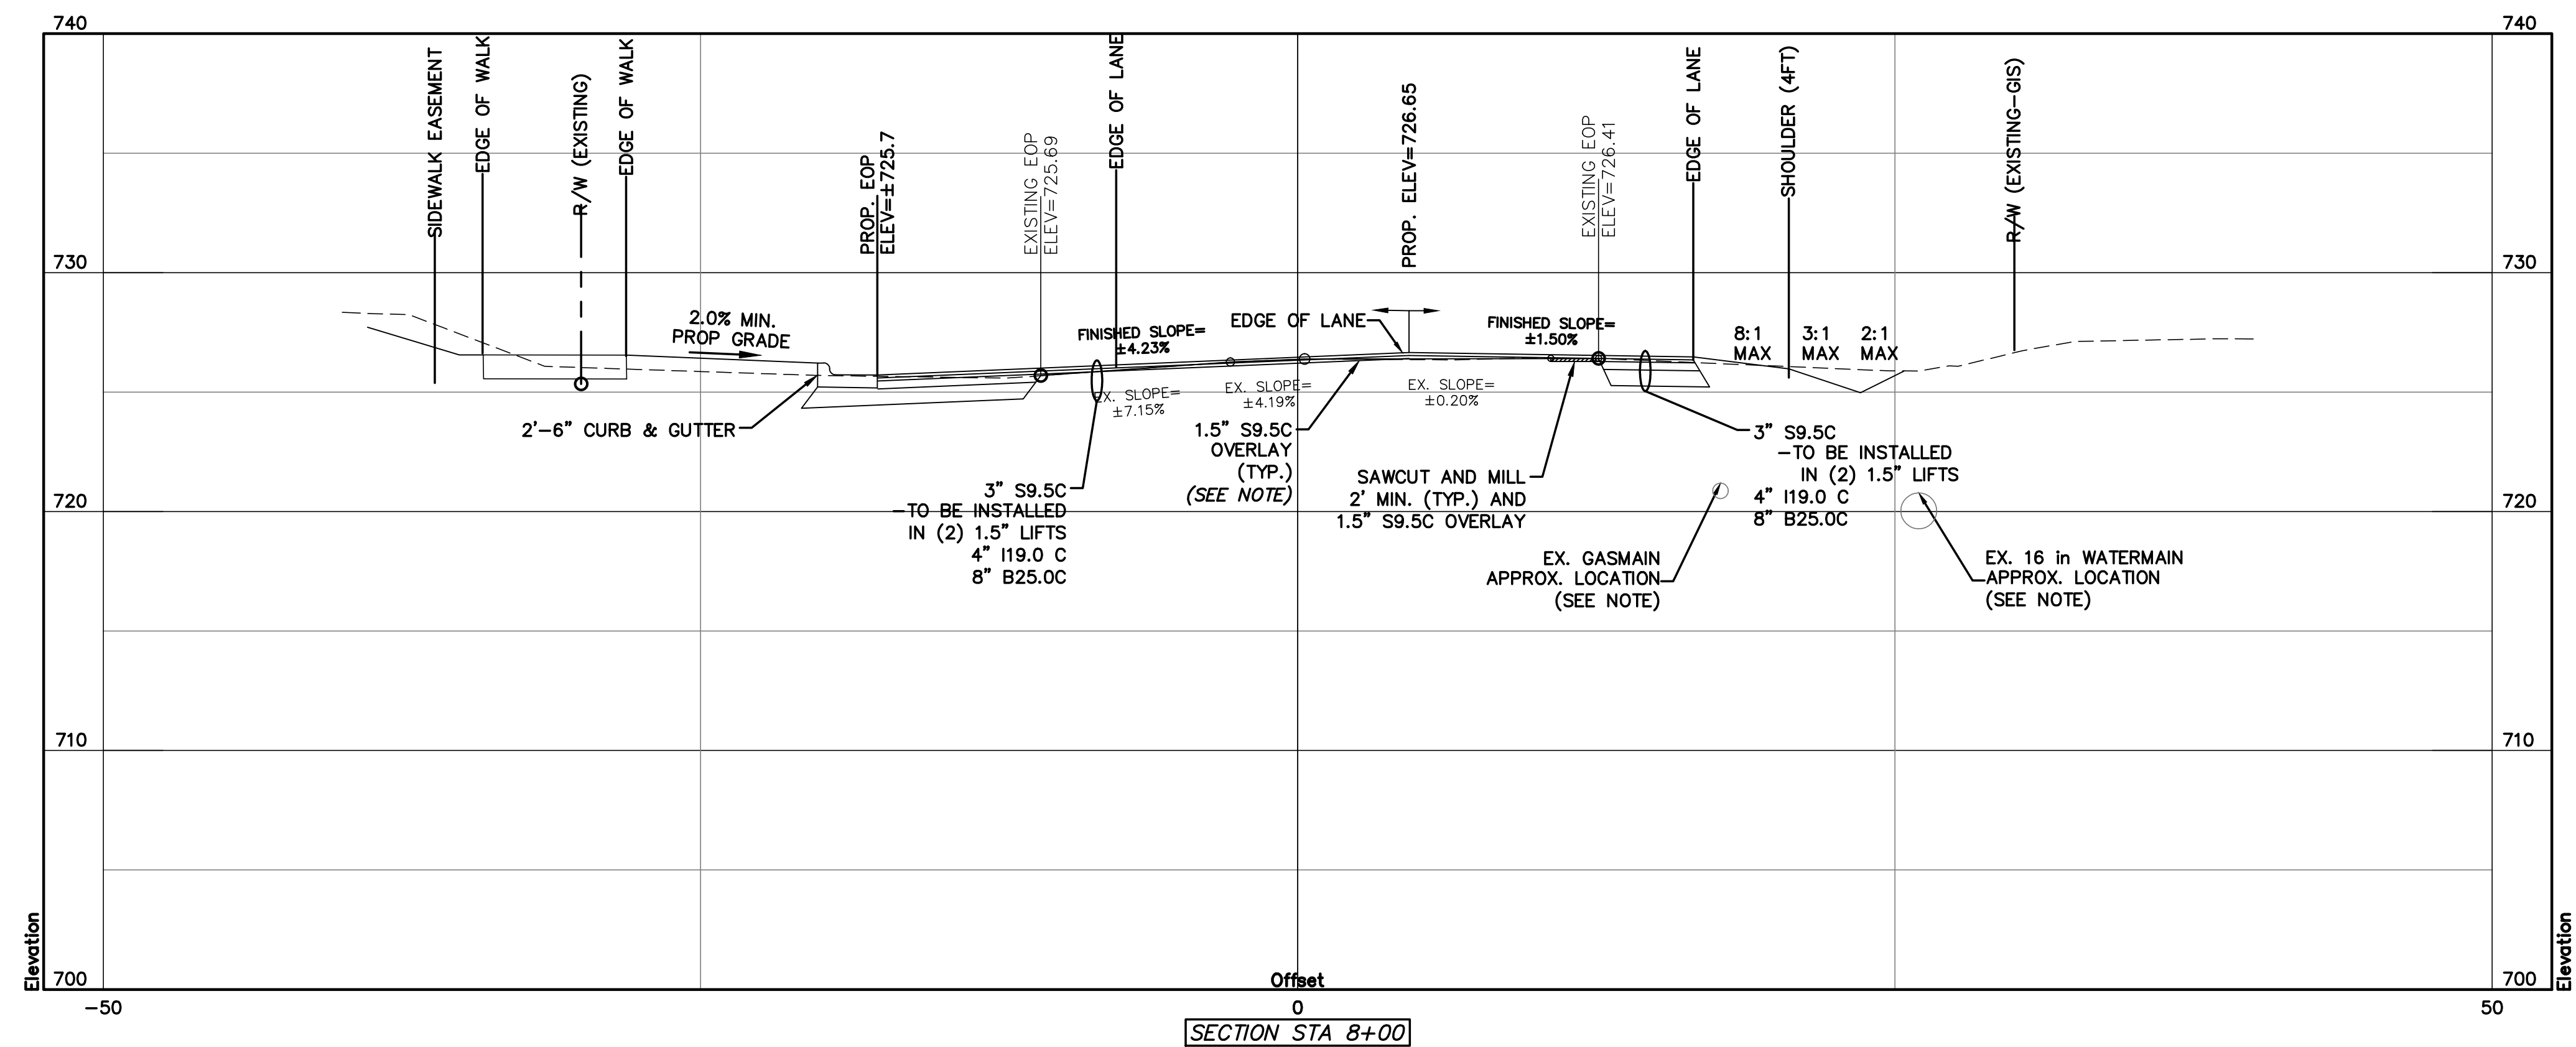 740
740
SIDEWALK EASEMENT
EDGE OF WALK
R/W (EXISTING)
EDGE OF WALK
PROP. EOP
ELEV=±725.7
EXISTING EOP
ELEV=725.69
EDGE OF LANE
PROP. ELEV=726.65
EXISTING EOP
ELEV=726.41
EDGE OF LANE
SHOULDER (4FT)
R/W (EXISTING-GIS)
730
730
2.0% MIN.
PROP GRADE
FINISHED SLOPE=
±4.23%
EDGE OF LANE
FINISHED SLOPE=
±1.50%
8:1
MAX
3:1
MAX
2:1
MAX
EX. SLOPE=
±7.15%
EX. SLOPE=
±4.19%
EX. SLOPE=
±0.20%
2'-6" CURB & GUTTER
3" S9.5C
-TO BE INSTALLED
IN (2) 1.5" LIFTS
4" I19.0 C
8" B25.0C
1.5" S9.5C
OVERLAY
(TYP.)
(SEE NOTE)
SAWCUT AND MILL
2' MIN. (TYP.) AND
1.5" S9.5C OVERLAY
3" S9.5C
-TO BE INSTALLED
IN (2) 1.5" LIFTS
4" I19.0 C
8" B25.0C
720
720
EX. GASMAIN
APPROX. LOCATION
(SEE NOTE)
EX. 16 in WATERMAIN
APPROX. LOCATION
(SEE NOTE)
710
710
Elevation
Elevation
700
700
Offset
-50
0
50
SECTION STA 8+00